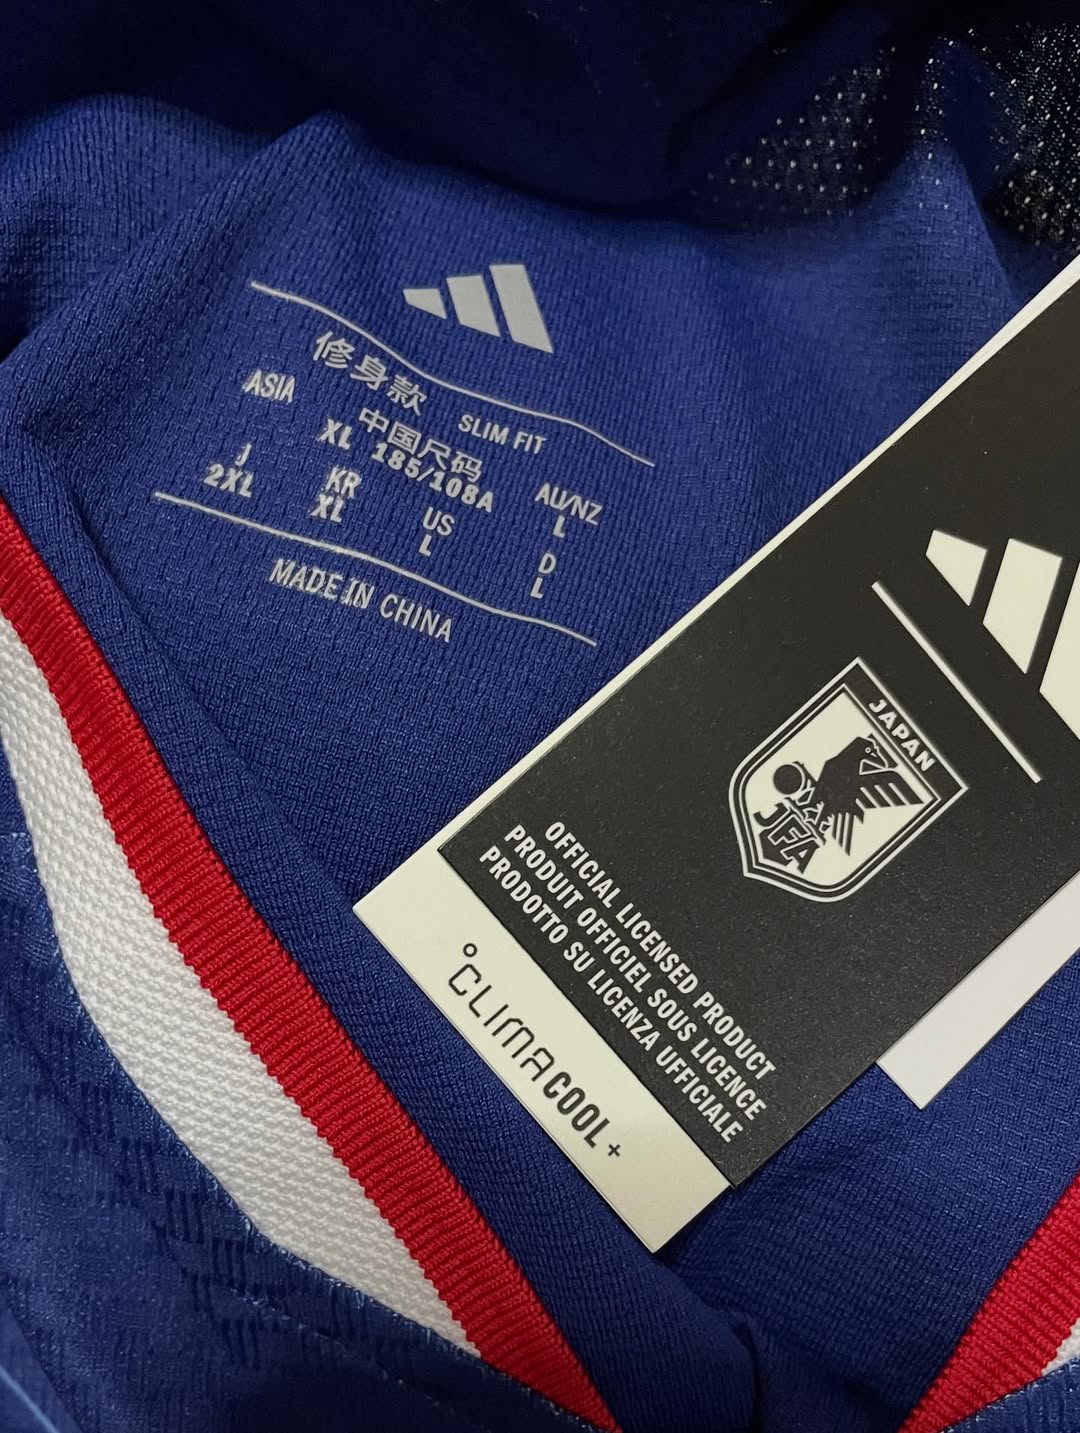 修身款 SLIM FIT
ASIA XL 中国尺码 185/108A AU/NZ L
J 2XL KR XL US L D L
MADE IN CHINA
JAPAN
JFA
OFFICIAL LICENSED PRODUCT
PRODUIT OFFICIEL SOUS LICENCE
PRODOTTO SU LICENZA UFFICIALE
°CLIMACOOL+